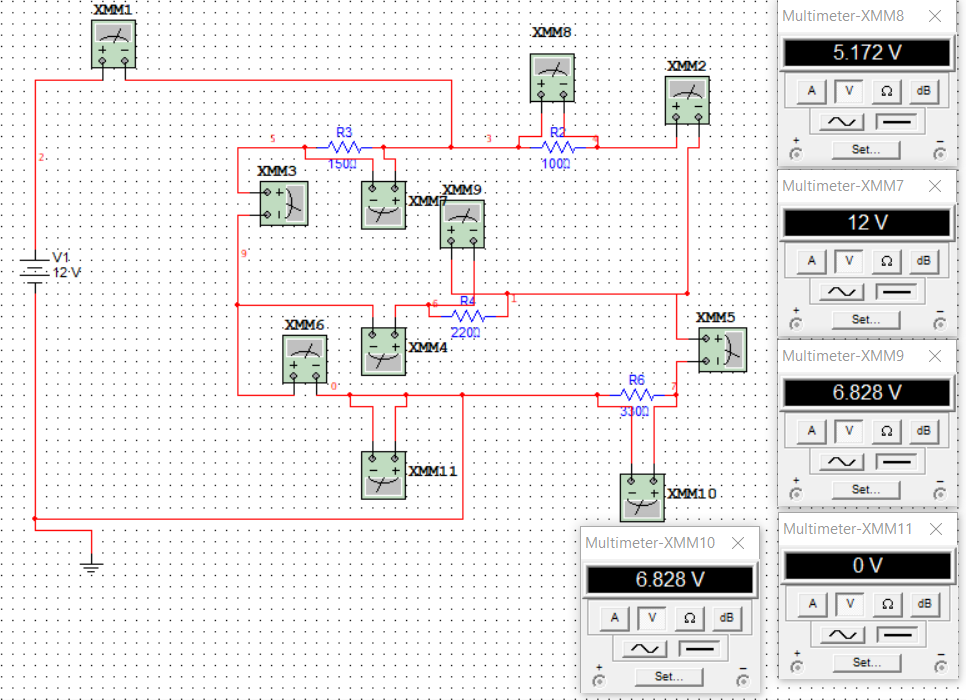 XMM1
Multimeter-XMM8
5.172 V
A V Ω dB
+ −
Set...
XMM8
+ −
XMM2
+ −
5 R3 3 R2 4
150Ω 100Ω
2
XMM3
+
XMM7
− +
XMM9
+ −
Multimeter-XMM7
12 V
A V Ω dB
+ −
Set...
9
V1
12 V
6 R4 1
220Ω
XMM6
+ −
XMM4
− +
XMM5
+
Multimeter-XMM9
6.828 V
A V Ω dB
+ −
Set...
0 R6 7
330Ω
XMM11
− +
XMM10
− +
Multimeter-XMM11
0 V
A V Ω dB
+ −
Set...
Multimeter-XMM10
6.828 V
A V Ω dB
+ −
Set...